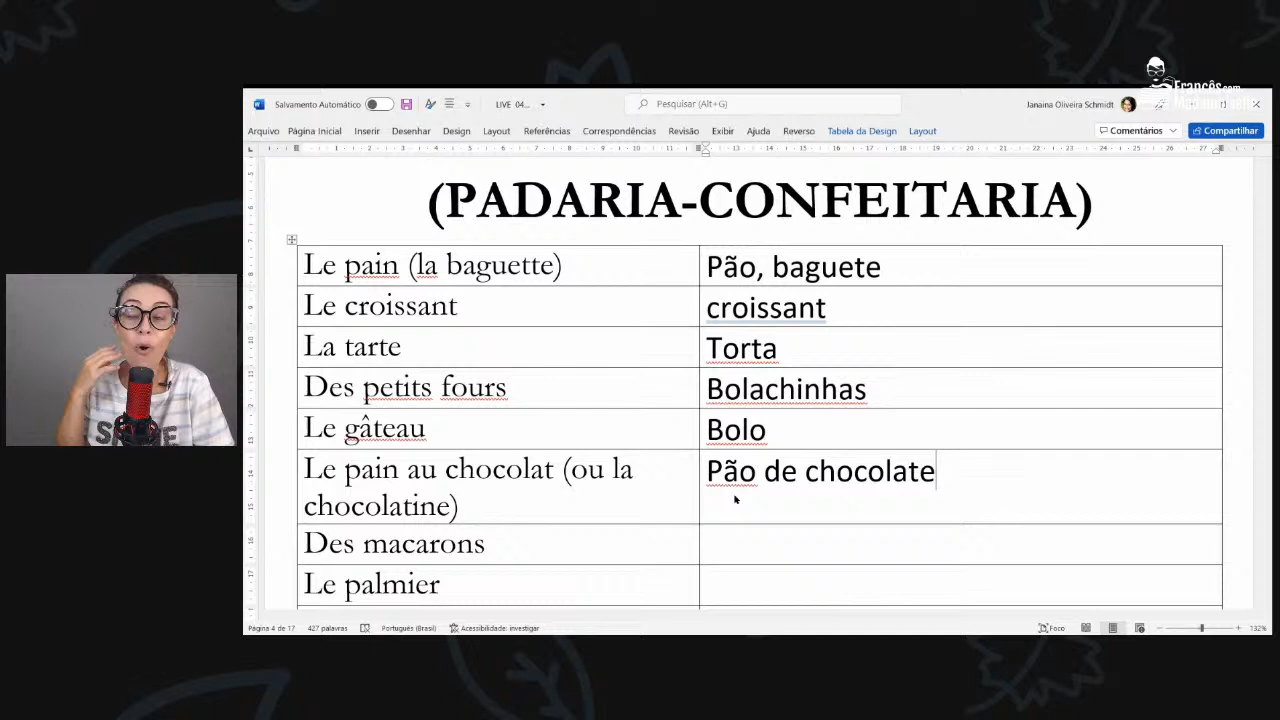 Francês com
Salvamento Automático
LIVE 04...
Pesquisar (Alt+G)
Janaina Oliveira Schmidt
Arquivo Página Inicial Inserir Desenhar Design Layout Referências Correspondências Revisão Exibir Ajuda Reverso Tabela da Design Layout
Comentários
Compartilhar
(PADARIA-CONFEITARIA)
Le pain (la baguette) Pão, baguete
Le croissant croissant
La tarte Torta
Des petits fours Bolachinhas
Le gâteau Bolo
Le pain au chocolat (ou la Pão de chocolate
chocolatine)
Des macarons
Le palmier
Página 4 de 17 427 palavras Português (Brasil) Acessibilidade: investigar Foco 132%